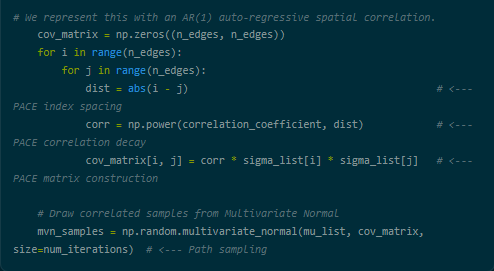 # We represent this with an AR(1) auto-regressive spatial correlation.
    cov_matrix = np.zeros((n_edges, n_edges))
    for i in range(n_edges):
        for j in range(n_edges):
            dist = abs(i - j)                                        # <---
PACE index spacing
            corr = np.power(correlation_coefficient, dist)           # <---
PACE correlation decay
            cov_matrix[i, j] = corr * sigma_list[i] * sigma_list[j]   # <---
PACE matrix construction

    # Draw correlated samples from Multivariate Normal
    mvn_samples = np.random.multivariate_normal(mu_list, cov_matrix,
size=num_iterations)  # <--- Path sampling